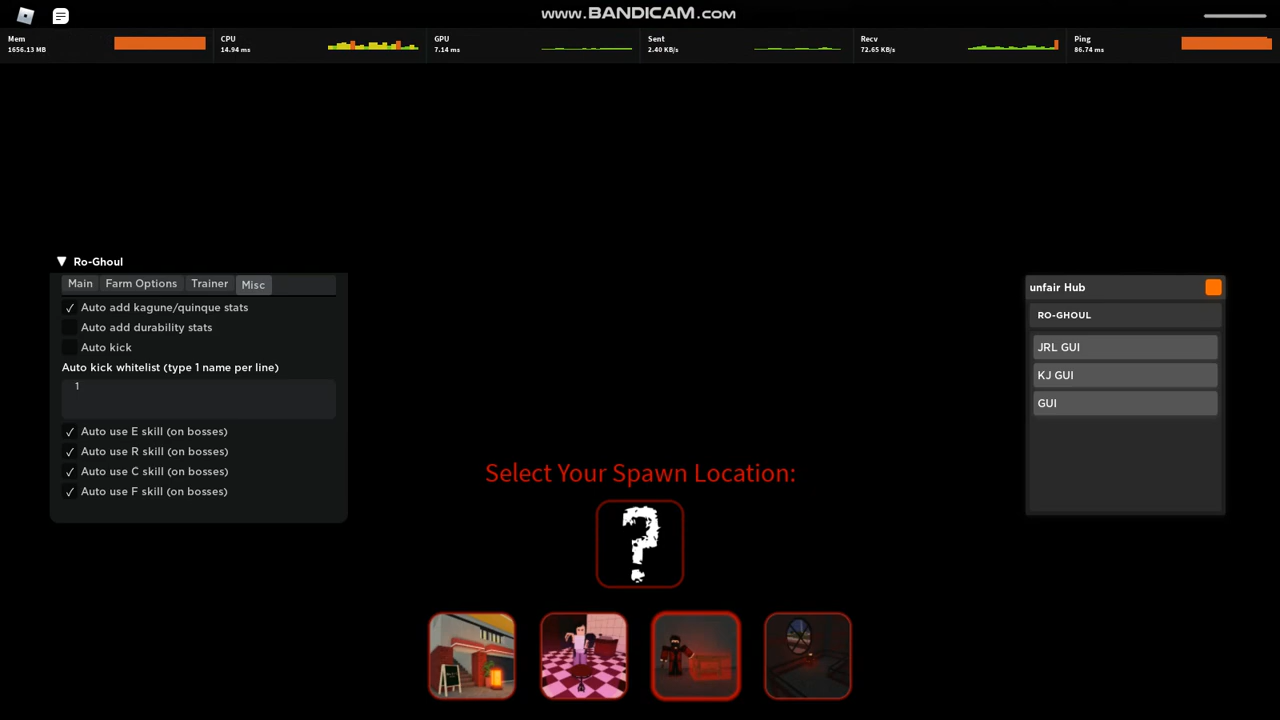 www.BANDICAM.com
Mem
1656.13 MB
CPU
14.94 ms
GPU
7.14 ms
Sent
2.40 KB/s
Recv
72.65 KB/s
Ping
86.74 ms
Ro-Ghoul
Main Farm Options Trainer Misc
Auto add kagune/quinque stats
Auto add durability stats
Auto kick
Auto kick whitelist (type 1 name per line)
1
Auto use E skill (on bosses)
Auto use R skill (on bosses)
Auto use C skill (on bosses)
Auto use F skill (on bosses)
unfair Hub
RO-GHOUL
JRL GUI
KJ GUI
GUI
Select Your Spawn Location:
?